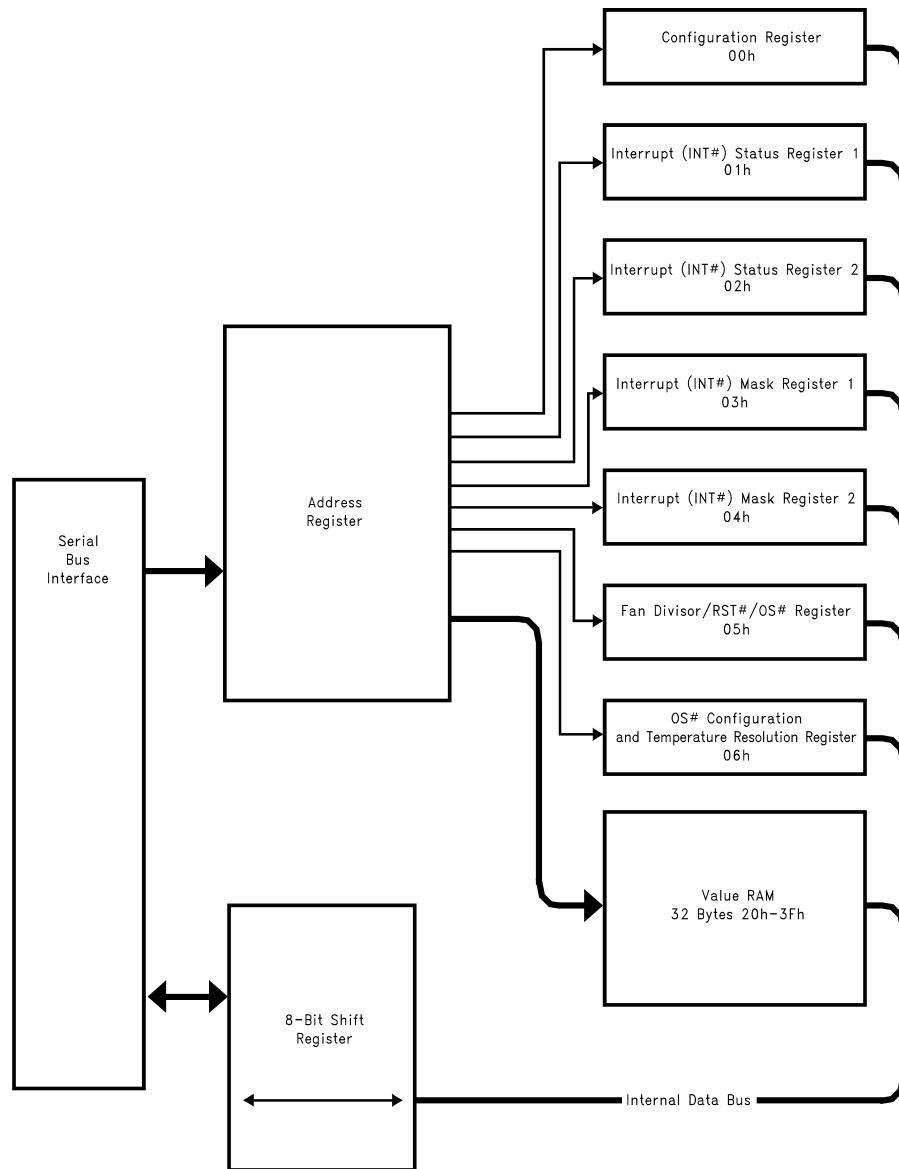 Configuration Register
00h
Interrupt (INT#) Status Register 1
01h
Interrupt (INT#) Status Register 2
02h
Interrupt (INT#) Mask Register 1
03h
Interrupt (INT#) Mask Register 2
04h
Fan Divisor/RST#/OS# Register
05h
OS# Configuration
and Temperature Resolution Register
06h
Value RAM
32 Bytes 20h-3Fh
Address
Register
Serial
Bus
Interface
8-Bit Shift
Register
Internal Data Bus